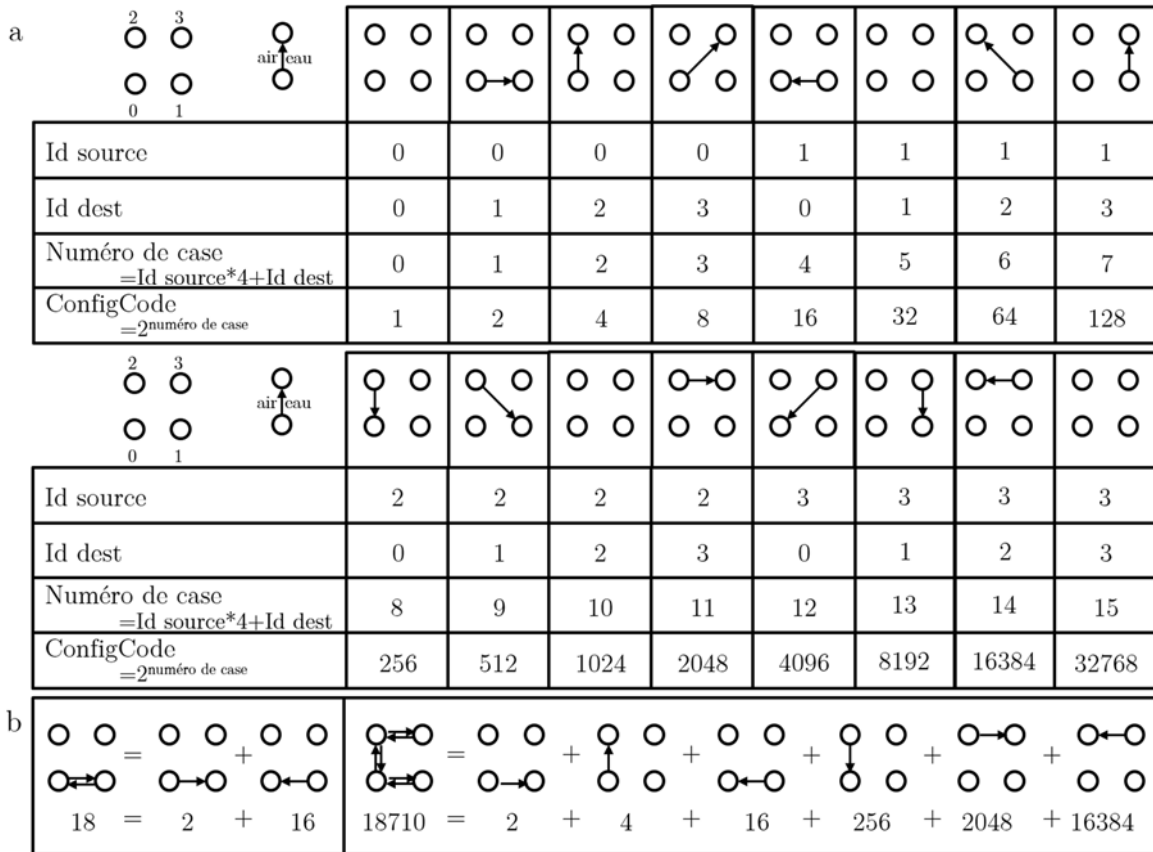 a
2 3
air eau
0 1
Id source 0 0 0 0 1 1 1 1
Id dest 0 1 2 3 0 1 2 3
Numéro de case
=Id source*4+Id dest 0 1 2 3 4 5 6 7
ConfigCode
=2^numéro de case 1 2 4 8 16 32 64 128
2 3
air eau
0 1
Id source 2 2 2 2 3 3 3 3
Id dest 0 1 2 3 0 1 2 3
Numéro de case
=Id source*4+Id dest 8 9 10 11 12 13 14 15
ConfigCode
=2^numéro de case 256 512 1024 2048 4096 8192 16384 32768
b
= + = + + + + +
18 = 2 + 16 18710 = 2 + 4 + 16 + 256 + 2048 + 16384